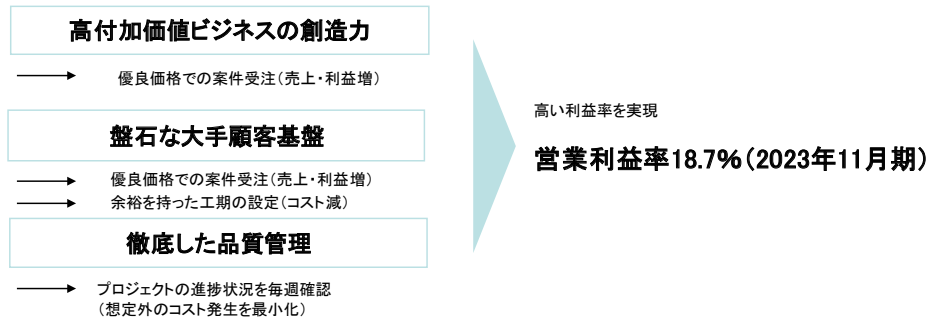 高付加価値ビジネスの創造力
優良価格での案件受注(売上・利益増)
盤石な大手顧客基盤
優良価格での案件受注(売上・利益増)
余裕を持った工期の設定(コスト減)
徹底した品質管理
プロジェクトの進捗状況を毎週確認
(想定外のコスト発生を最小化)
高い利益率を実現
営業利益率18.7%(2023年11月期)